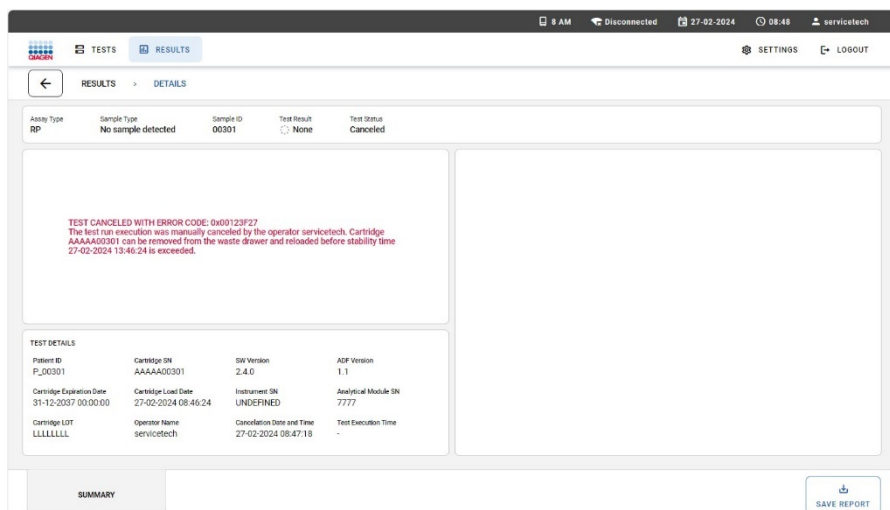 8 AM Disconnected 27-02-2024 08:48 servicetech
QIAGEN TESTS RESULTS SETTINGS LOGOUT
RESULTS > DETAILS
Assay Type Sample Type Sample ID Test Result Test Status
RP No sample detected 00301 None Canceled
TEST CANCELED WITH ERROR CODE: 0x00123F27
The test run execution was manually canceled by the operator servicetech. Cartridge
AAAAA00301 can be removed from the waste drawer and reloaded before stability time
27-02-2024 13:46:24 is exceeded.
TEST DETAILS
Patient ID Cartridge SN SW Version ADF Version
P_00301 AAAAA00301 2.4.0 1.1
Cartridge Expiration Date Cartridge Load Date Instrument SN Analytical Module SN
31-12-2037 00:00:00 27-02-2024 08:46:24 UNDEFINED 7777
Cartridge LOT Operator Name Cancelation Date and Time Test Execution Time
LLLLLLLL servicetech 27-02-2024 08:47:18 -
SUMMARY
SAVE REPORT